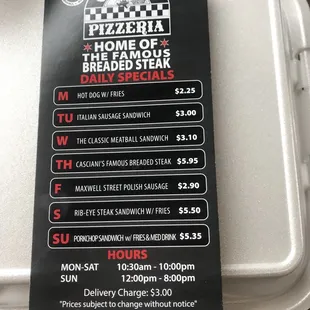 PIZZERIA
*HOME OF*
THE FAMOUS
BREADED STEAK
DAILY SPECIALS
M HOT DOG W/ FRIES $2.25
TU ITALIAN SAUSAGE SANDWICH $3.00
W THE CLASSIC MEATBALL SANDWICH $3.10
TH CASCIANI'S FAMOUS BREADED STEAK $5.95
F MAXWELL STREET POLISH SAUSAGE $2.90
S RIB-EYE STEAK SANDWICH W/ FRIES $5.50
SU PORKCHOP SANDWICH W/ FRIES & MED DRINK $5.35
HOURS
MON-SAT 10:30am - 10:00pm
SUN 12:00pm - 8:00pm
Delivery Charge: $3.00
"Prices subject to change without notice"